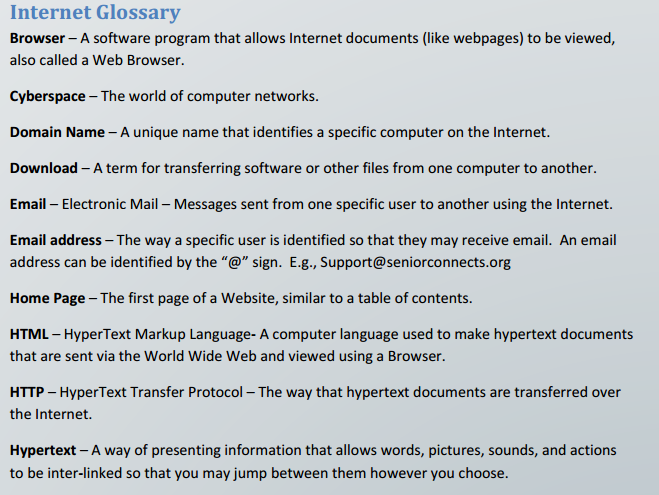 Internet Glossary
Browser – A software program that allows Internet documents (like webpages) to be viewed,
also called a Web Browser.
Cyberspace – The world of computer networks.
Domain Name – A unique name that identifies a specific computer on the Internet.
Download – A term for transferring software or other files from one computer to another.
Email – Electronic Mail – Messages sent from one specific user to another using the Internet.
Email address – The way a specific user is identified so that they may receive email.  An email
address can be identified by the “@” sign.  E.g., Support@seniorconnects.org
Home Page – The first page of a Website, similar to a table of contents.
HTML – HyperText Markup Language- A computer language used to make hypertext documents
that are sent via the World Wide Web and viewed using a Browser.
HTTP – HyperText Transfer Protocol – The way that hypertext documents are transferred over
the Internet.
Hypertext – A way of presenting information that allows words, pictures, sounds, and actions
to be inter-linked so that you may jump between them however you choose.